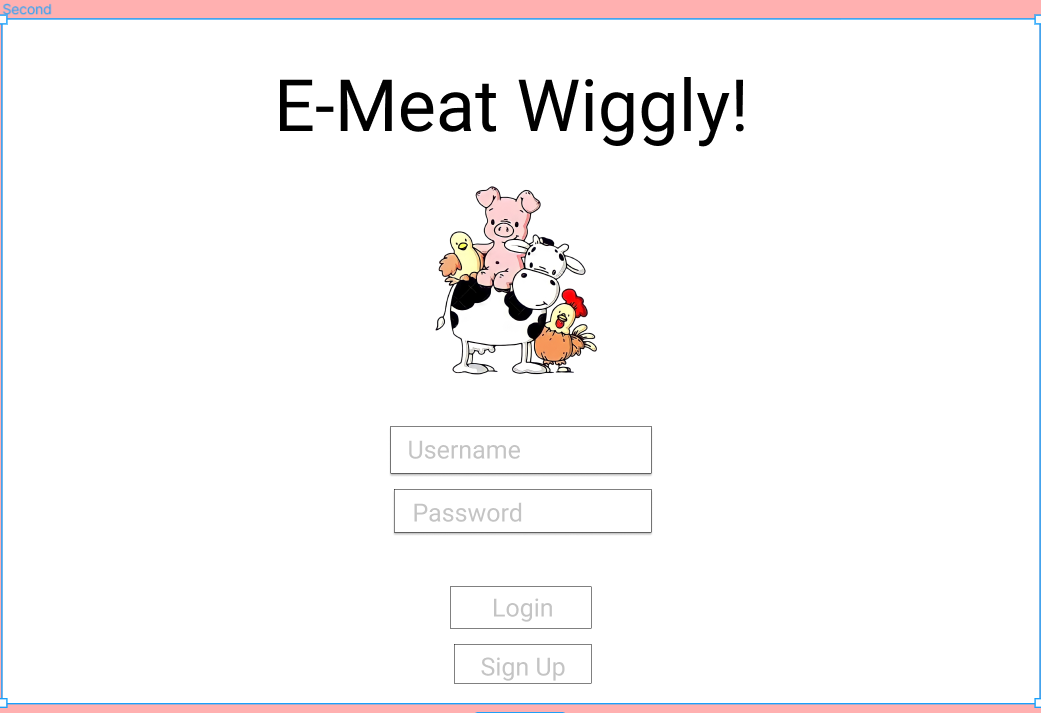 Second
E-Meat Wiggly!
Username
Password
Login
Sign Up